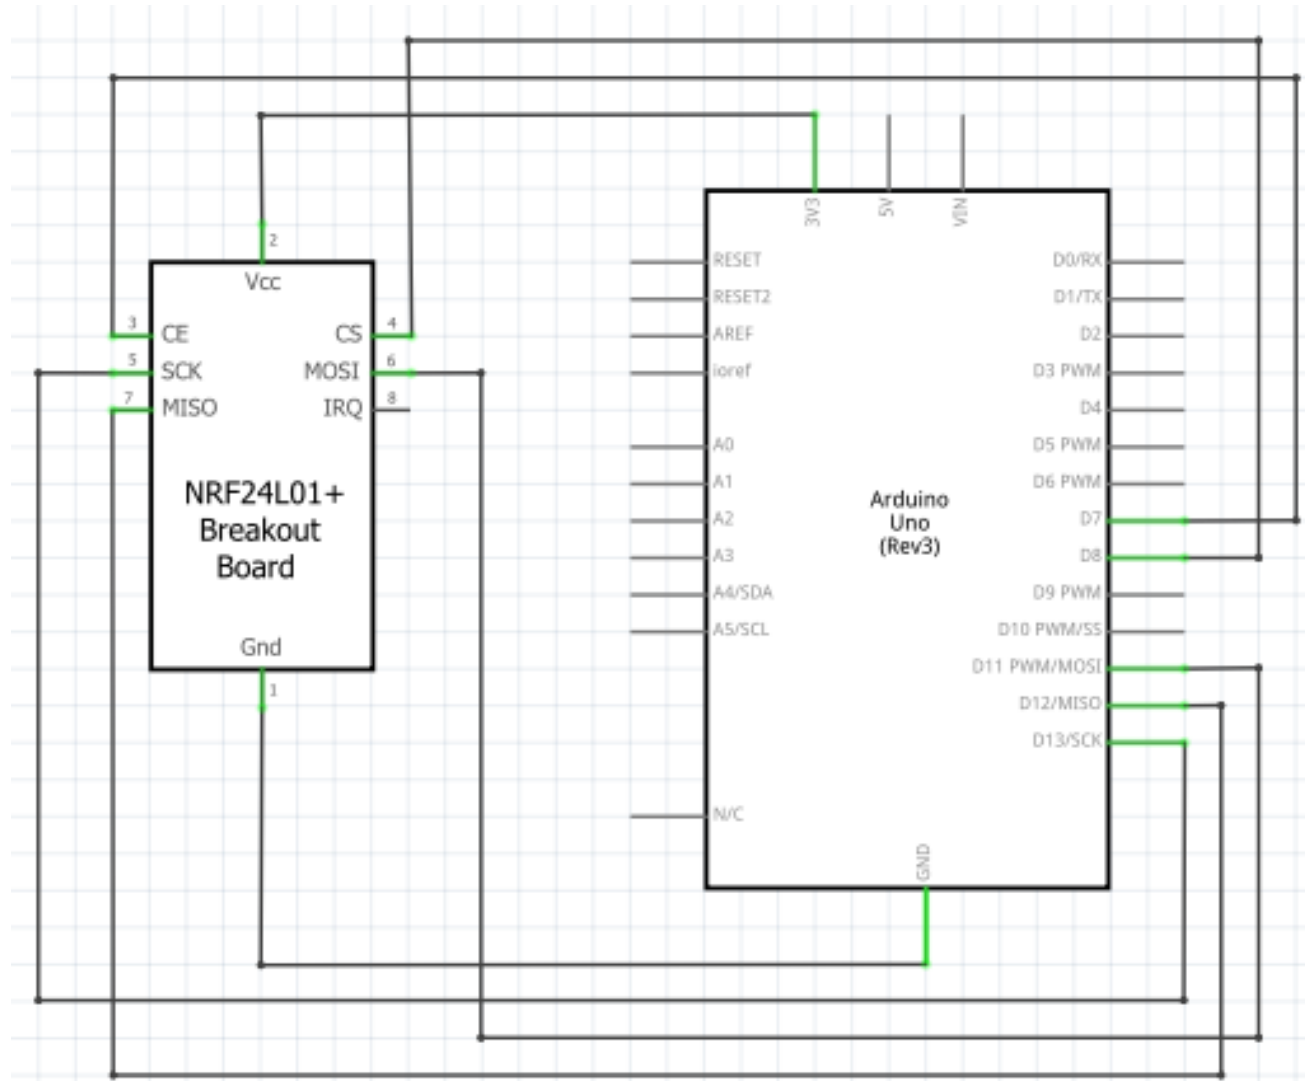 3V3
5V
VIN
2
Vcc
3 CE CS 4
5 SCK MOSI 6
7 MISO IRQ 8
NRF24L01+
Breakout
Board
Gnd
1
RESET D0/RX
RESET2 D1/TX
AREF D2
ioref D3 PWM
D4
A0 D5 PWM
A1 D6 PWM
A2 D7
A3 D8
A4/SDA D9 PWM
A5/SCL D10 PWM/SS
D11 PWM/MOSI
D12/MISO
D13/SCK
Arduino
Uno
(Rev3)
N/C
GND